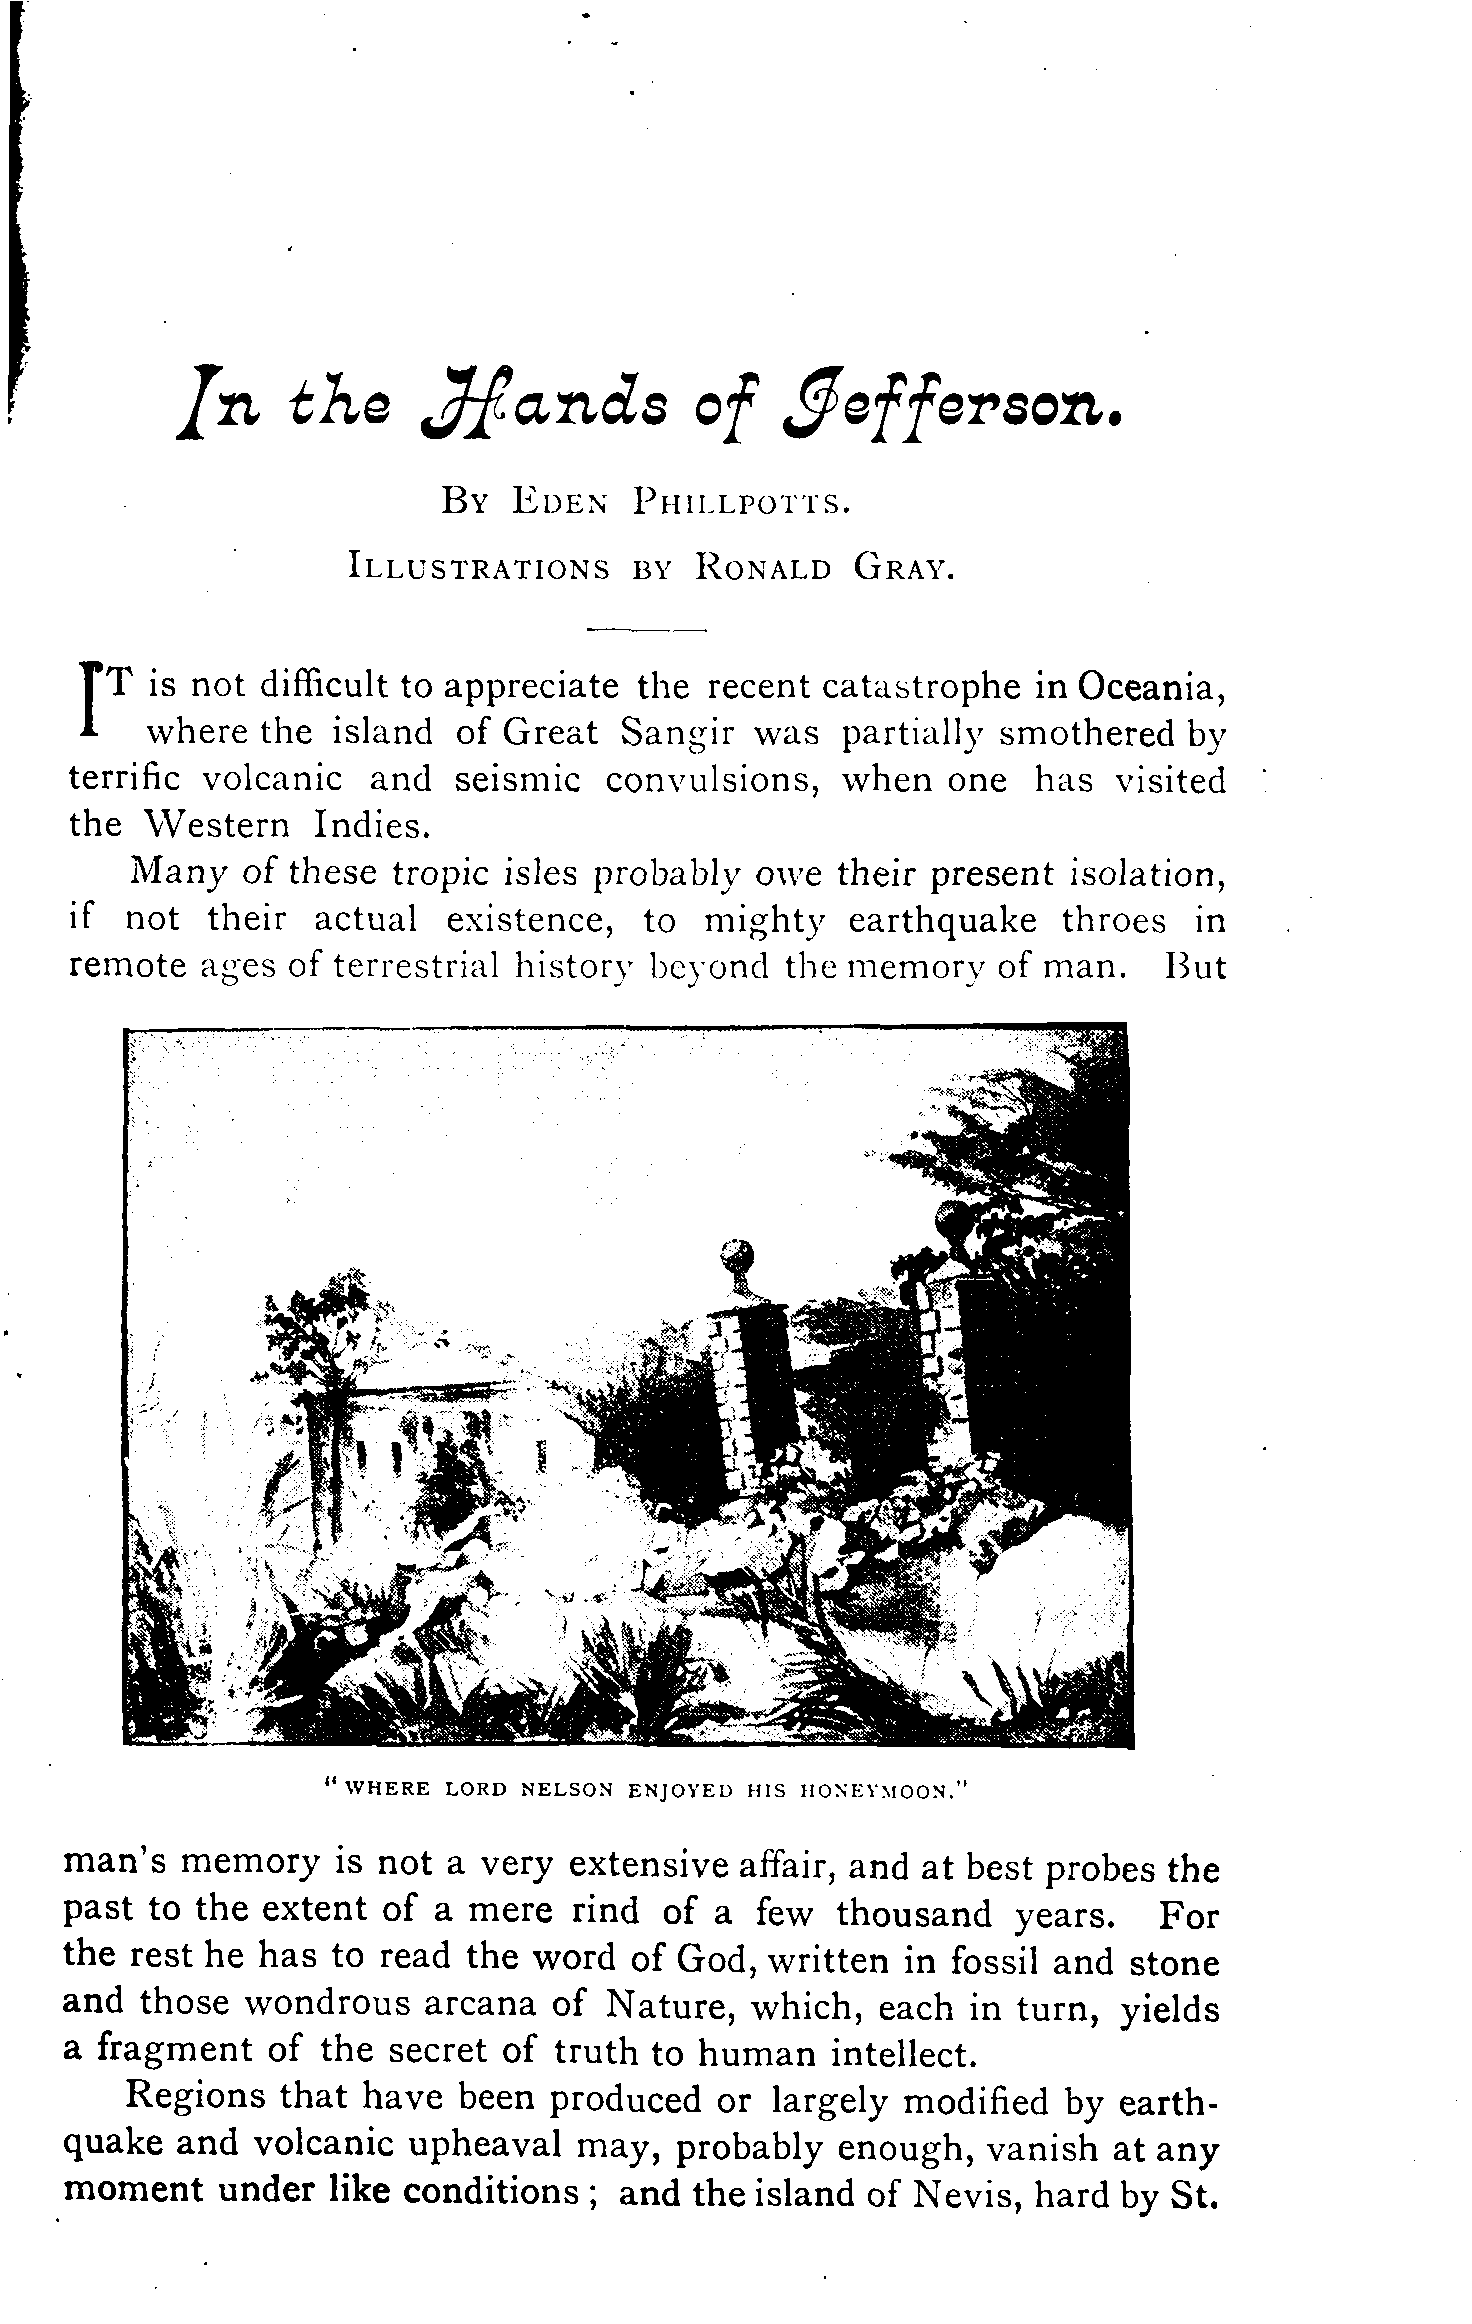 In the Hands of Jefferson.
By Eden Phillpotts.
Illustrations by Ronald Gray.
IT is not difficult to appreciate the recent catastrophe in Oceania,
where the island of Great Sangir was partially smothered by
terrific volcanic and seismic convulsions, when one has visited
the Western Indies.
Many of these tropic isles probably owe their present isolation,
if not their actual existence, to mighty earthquake throes in
remote ages of terrestrial history beyond the memory of man. But
"WHERE LORD NELSON ENJOYED HIS HONEYMOON."
man's memory is not a very extensive affair, and at best probes the
past to the extent of a mere rind of a few thousand years. For
the rest he has to read the word of God, written in fossil and stone
and those wondrous arcana of Nature, which, each in turn, yields
a fragment of the secret of truth to human intellect.
Regions that have been produced or largely modified by earth-
quake and volcanic upheaval may, probably enough, vanish at any
moment under like conditions; and the island of Nevis, hard by St.